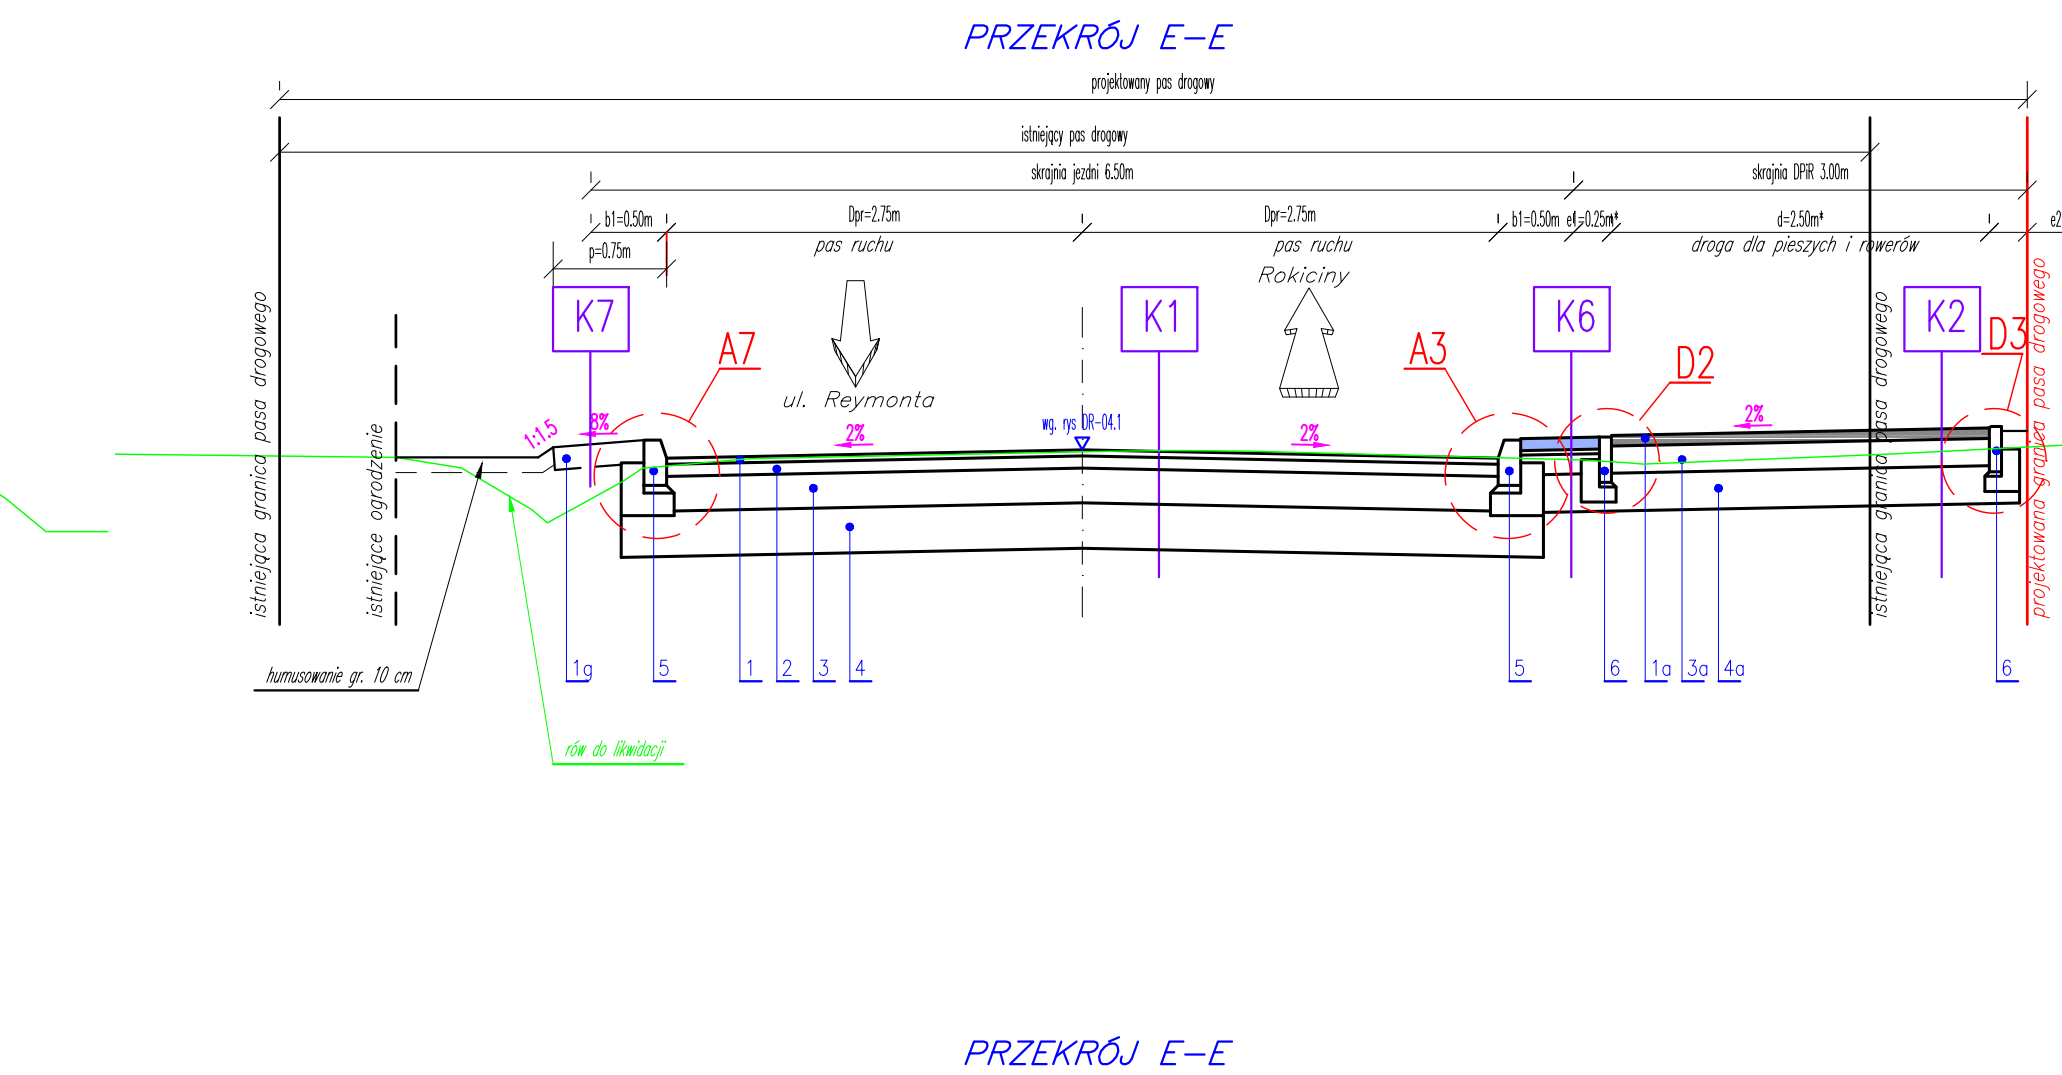 PRZEKRÓJ E-E
projektowany pas drogowy
istniejący pas drogowy
skrajnia jezdni 6.50m
skrajnia DPiR 3.00m
b1=0.50m
Dpr=2.75m
Dpr=2.75m
b1=0.50m
e1=0.25m*
d=2.50m*
e2
p=0.75m
pas ruchu
pas ruchu
droga dla pieszych i rowerów
Rokiciny
K7
K1
K6
K2
A7
A3
D2
D3
istniejąca granica pasa drogowego
istniejące ogrodzenie
istniejąca granica pasa drogowego
projektowana granica pasa drogowego
ul. Reymonta
wg. rys DR-04.1
1:1.5
8%
2%
2%
2%
1g
5
1
2
3
4
5
6
1a
3a
4a
6
humusowanie gr. 10 cm
rów do likwidacji
PRZEKRÓJ E-E